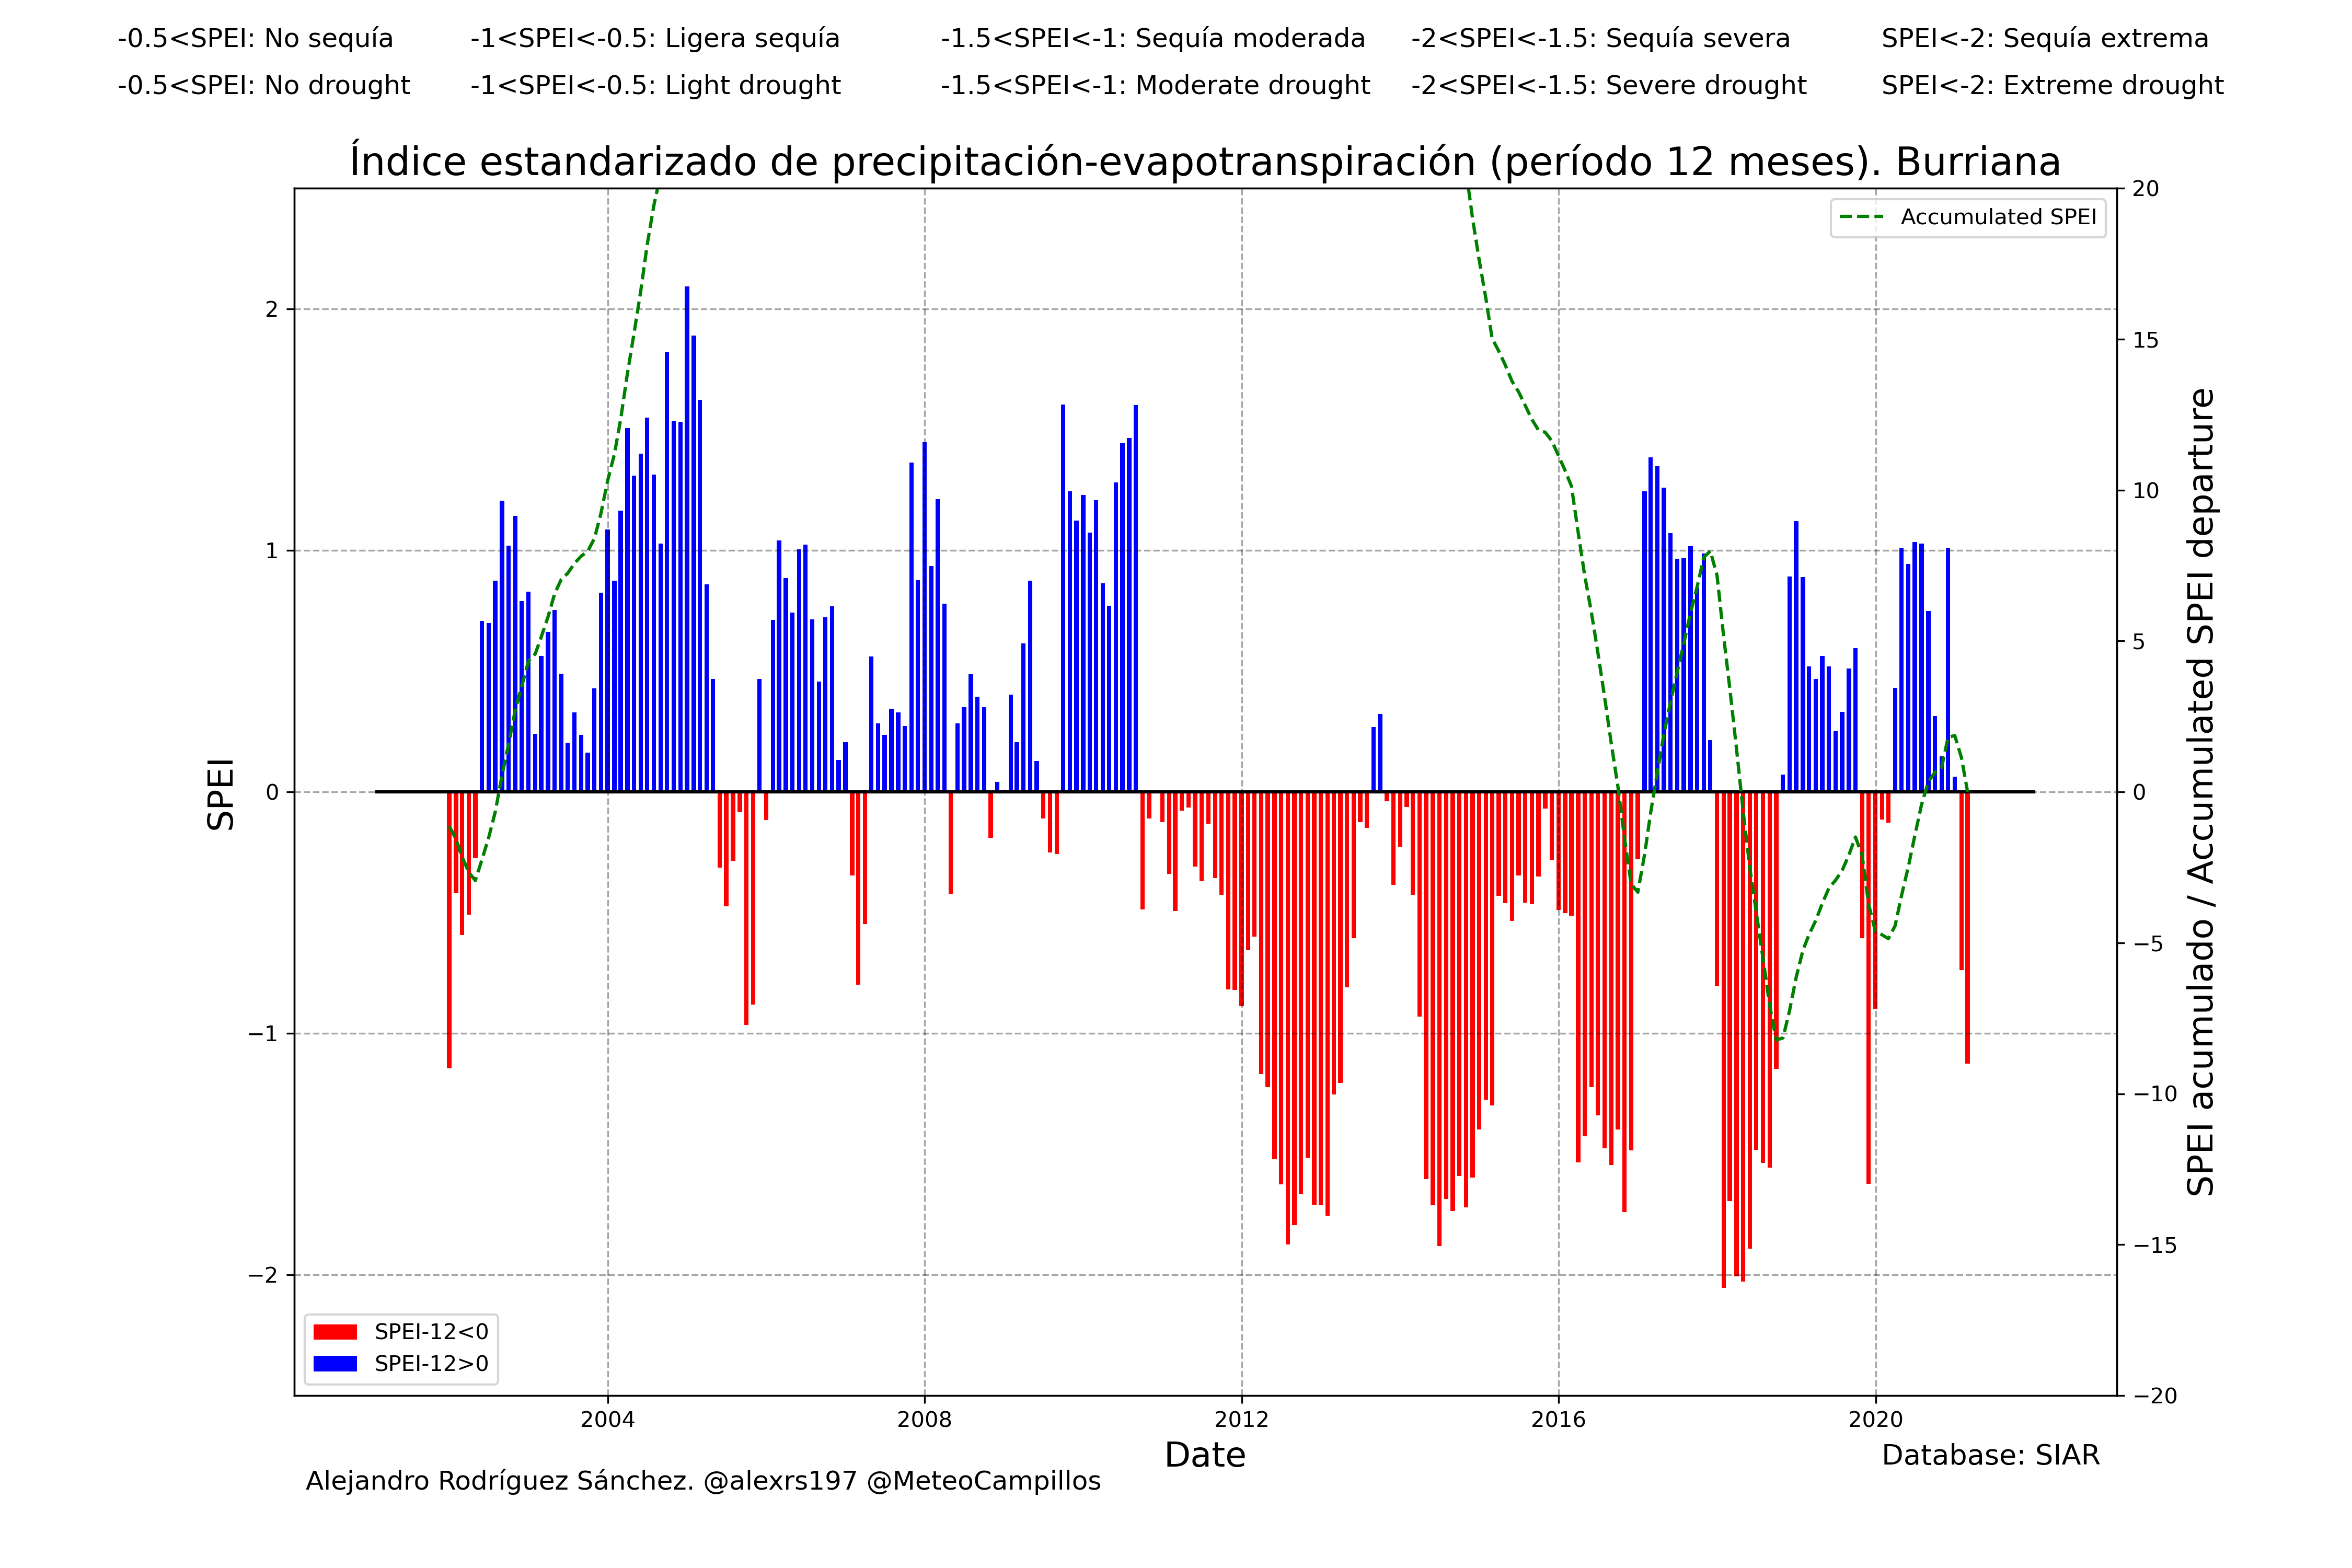 -0.5<SPEI: No sequía -1<SPEI<-0.5: Ligera sequía -1.5<SPEI<-1: Sequía moderada -2<SPEI<-1.5: Sequía severa SPEI<-2: Sequía extrema
-0.5<SPEI: No drought -1<SPEI<-0.5: Light drought -1.5<SPEI<-1: Moderate drought -2<SPEI<-1.5: Severe drought SPEI<-2: Extreme drought
Índice estandarizado de precipitación-evapotranspiración (período 12 meses). Burriana
Accumulated SPEI
SPEI
2
1
0
−1
−2
20
15
10
5
0
−5
−10
−15
−20
SPEI acumulado / Accumulated SPEI departure
SPEI-12<0
SPEI-12>0
2004 2008 2012 2016 2020
Date
Database: SIAR
Alejandro Rodríguez Sánchez. @alexrs197 @MeteoCampillos